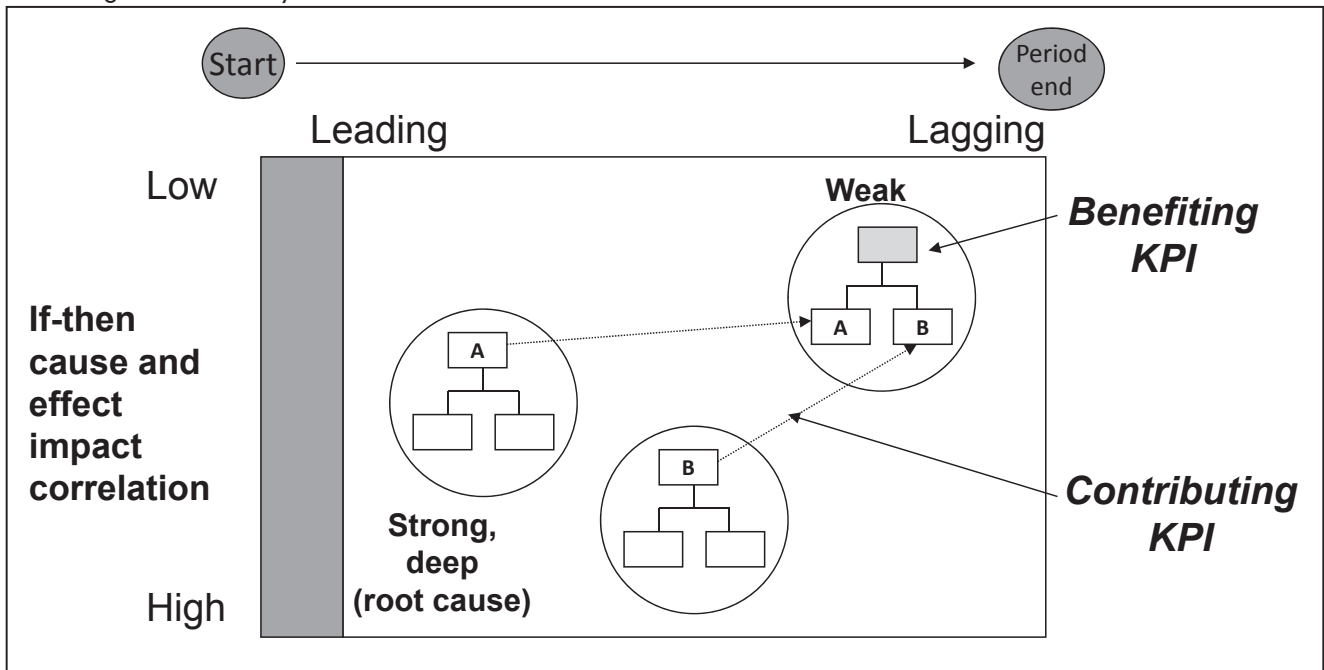 Start
Period
end
Leading
Lagging
Low
Weak
Benefiting
KPI
If-then
cause and
effect
impact
correlation
A
A
B
B
Strong,
deep
(root cause)
Contributing
KPI
High